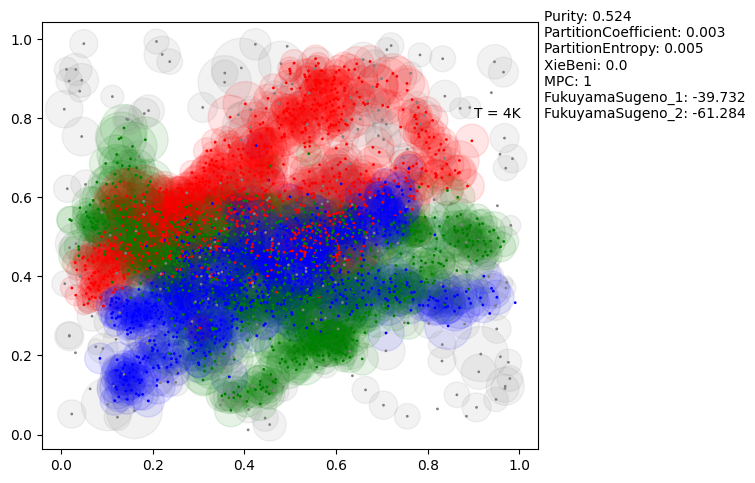 Purity: 0.524
PartitionCoefficient: 0.003
PartitionEntropy: 0.005
XieBeni: 0.0
MPC: 1
FukuyamaSugeno_1: -39.732
FukuyamaSugeno_2: -61.284
T = 4K
1.0
0.8
0.6
0.4
0.2
0.0
0.0 0.2 0.4 0.6 0.8 1.0